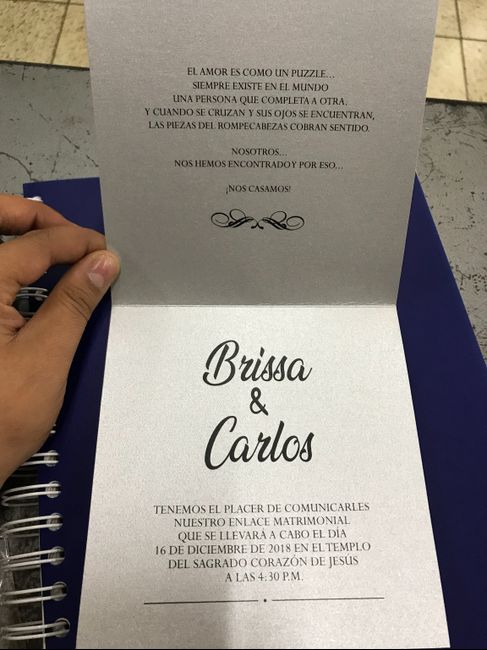 EL AMOR ES COMO UN PUZZLE...
SIEMPRE EXISTE EN EL MUNDO
UNA PERSONA QUE COMPLETA A OTRA,
Y CUANDO SE CRUZAN Y SUS OJOS SE ENCUENTRAN,
LAS PIEZAS DEL ROMPECABEZAS COBRAN SENTIDO.
NOSOTROS...
NOS HEMOS ENCONTRADO Y POR ESO...
¡NOS CASAMOS!
Brissa
&
Carlos
TENEMOS EL PLACER DE COMUNICARLES
NUESTRO ENLACE MATRIMONIAL
QUE SE LLEVARÁ A CABO EL DÍA
16 DE DICIEMBRE DE 2018 EN EL TEMPLO
DEL SAGRADO CORAZÓN DE JESÚS
A LAS 4:30 P.M.